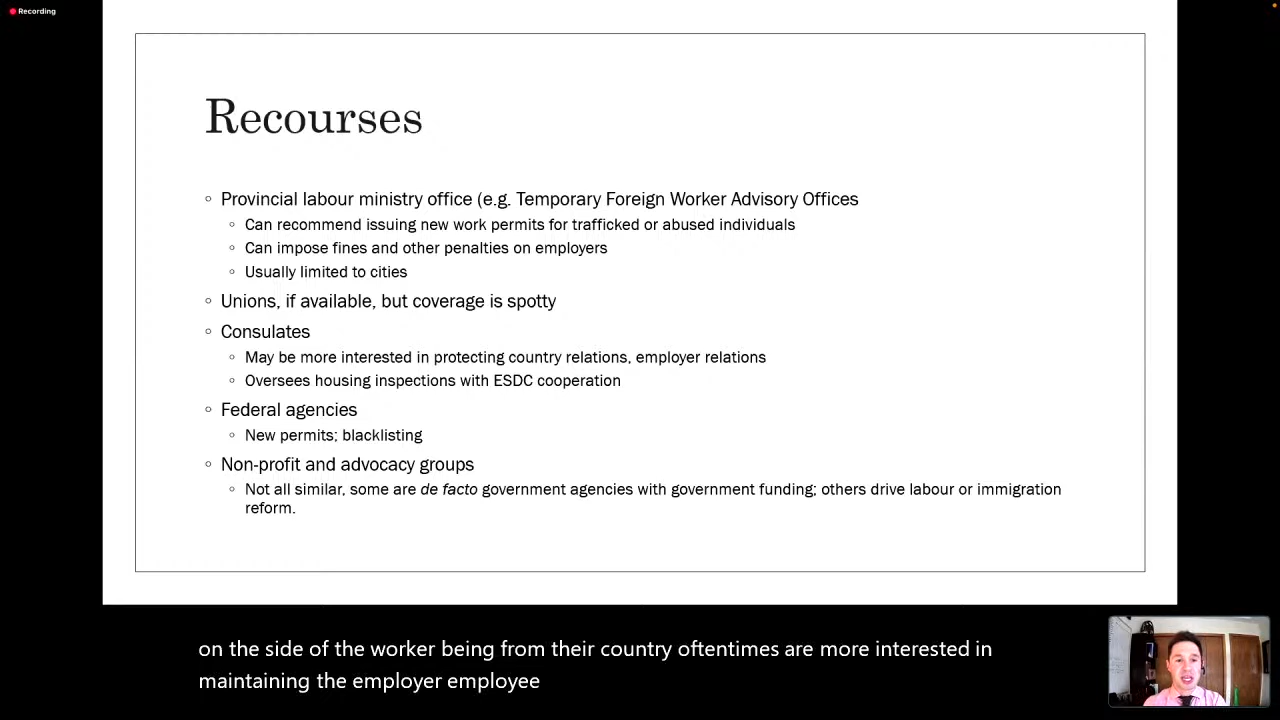 Recording
Recourses
Provincial labour ministry office (e.g. Temporary Foreign Worker Advisory Offices
Can recommend issuing new work permits for trafficked or abused individuals
Can impose fines and other penalties on employers
Usually limited to cities
Unions, if available, but coverage is spotty
Consulates
May be more interested in protecting country relations, employer relations
Oversees housing inspections with ESDC cooperation
Federal agencies
New permits; blacklisting
Non-profit and advocacy groups
Not all similar, some are de facto government agencies with government funding; others drive labour or immigration
reform.
on the side of the worker being from their country oftentimes are more interested in
maintaining the employer employee